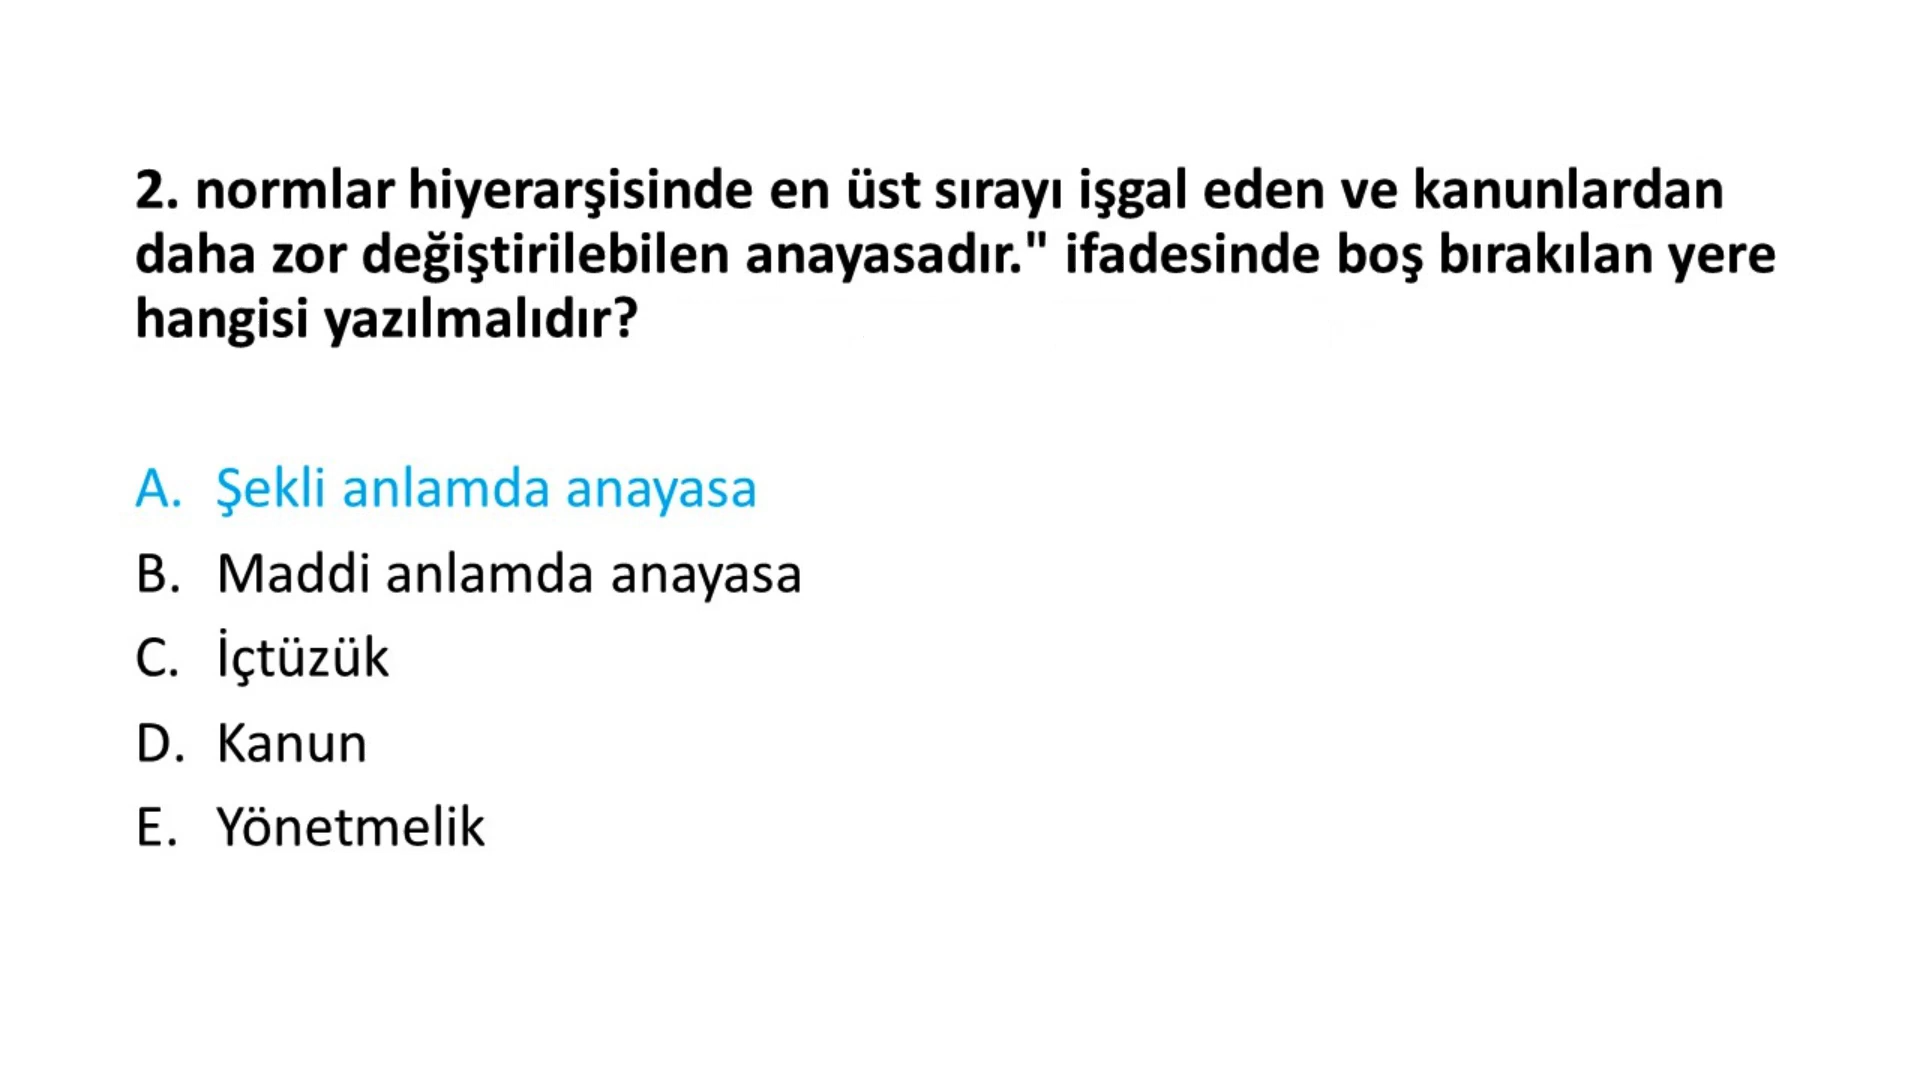 2. normlar hiyerarşisinde en üst sırayı işgal eden ve kanunlardan
daha zor değiştirilebilen anayasadır." ifadesinde boş bırakılan yere
hangisi yazılmalıdır?
A. Şekli anlamda anayasa
B. Maddi anlamda anayasa
C. İçtüzük
D. Kanun
E. Yönetmelik